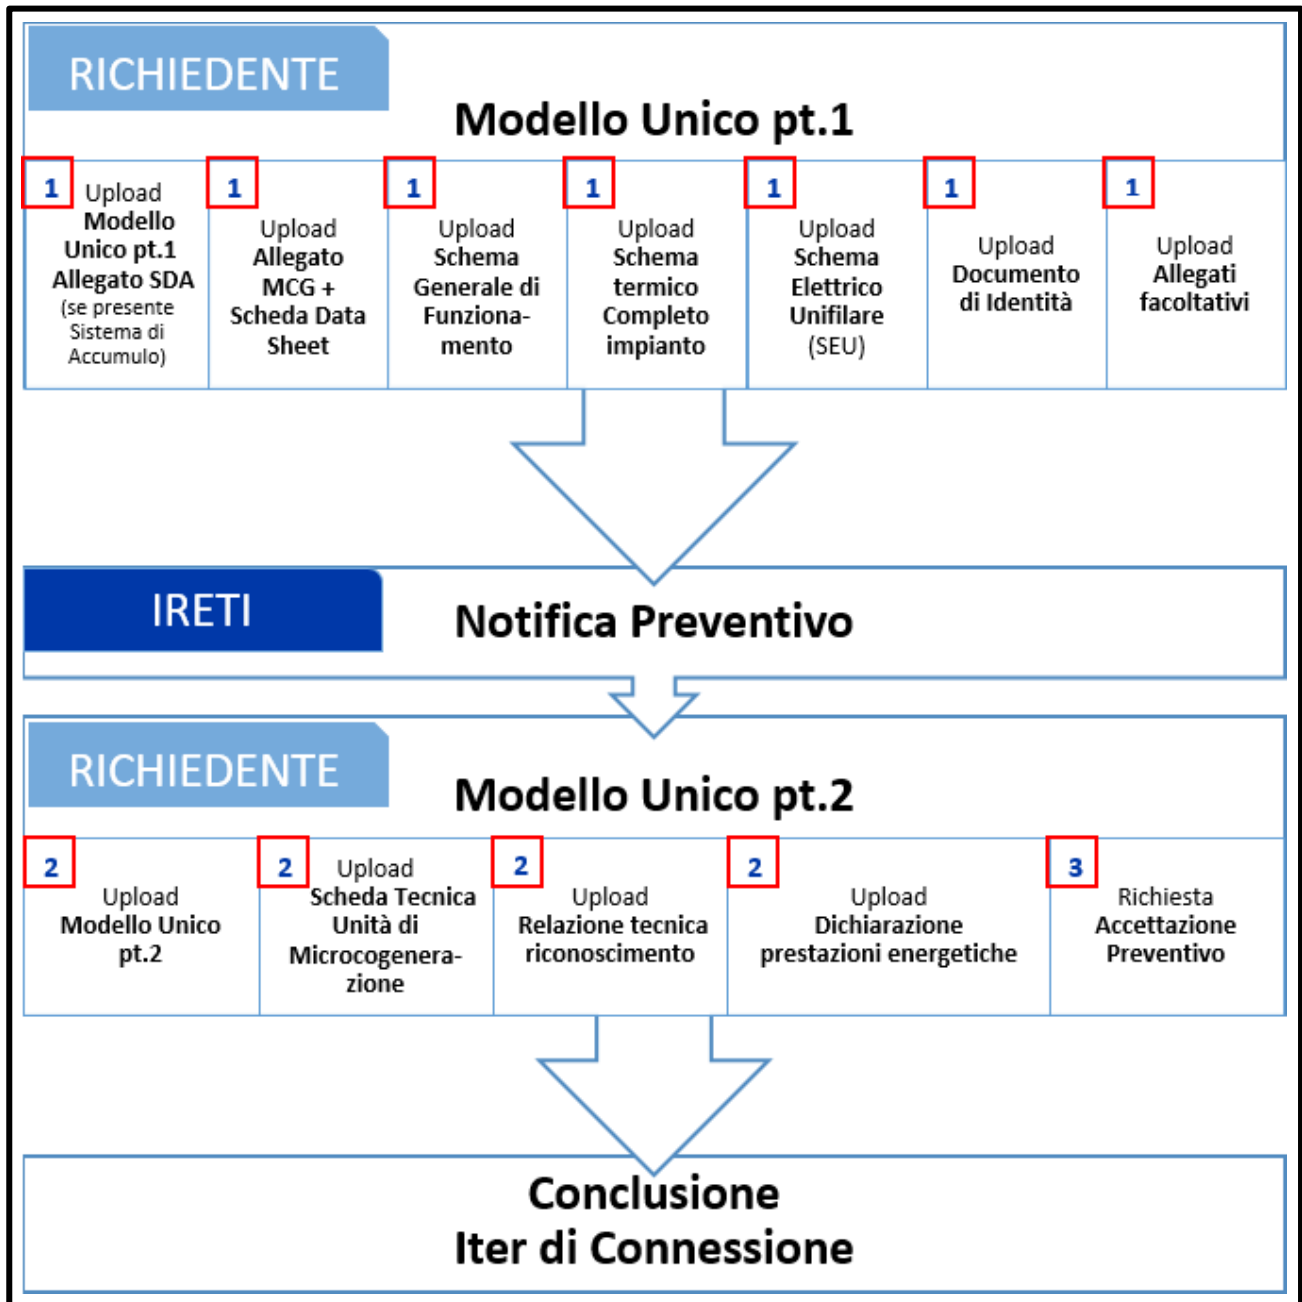 RICHIEDENTE
Modello Unico pt.1
1
Upload
Modello
Unico pt.1
Allegato SDA
(se presente
Sistema di
Accumulo)
1
Upload
Allegato
MCG +
Scheda Data
Sheet
1
Upload
Schema
Generale di
Funziona-
mento
1
Upload
Schema
termico
Completo
impianto
1
Upload
Schema
Elettrico
Unifilare
(SEU)
1
Upload
Documento
di Identità
1
Upload
Allegati
facoltativi
IRETI
Notifica Preventivo
RICHIEDENTE
Modello Unico pt.2
2
Upload
Modello Unico
pt.2
2
Upload
Scheda Tecnica
Unità di
Microcogenera-
zione
2
Upload
Relazione tecnica
riconoscimento
2
Upload
Dichiarazione
prestazioni energetiche
3
Richiesta
Accettazione
Preventivo
Conclusione
Iter di Connessione